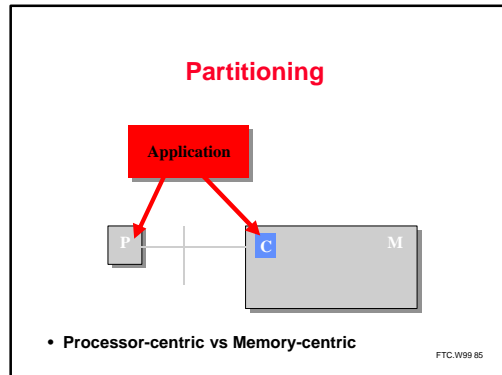 Partitioning
Application
P
C
M
• Processor-centric vs Memory-centric
FTC.W99 85